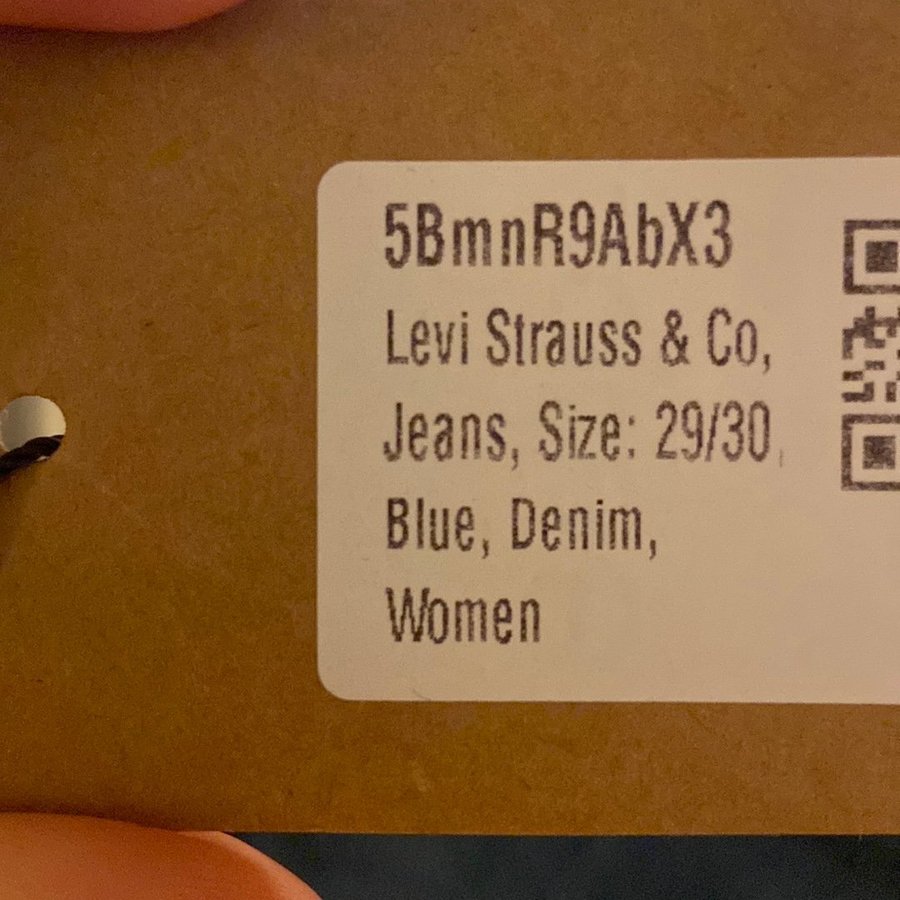 5BmnR9AbX3
Levi Strauss & Co,
Jeans, Size: 29/30,
Blue, Denim,
Women